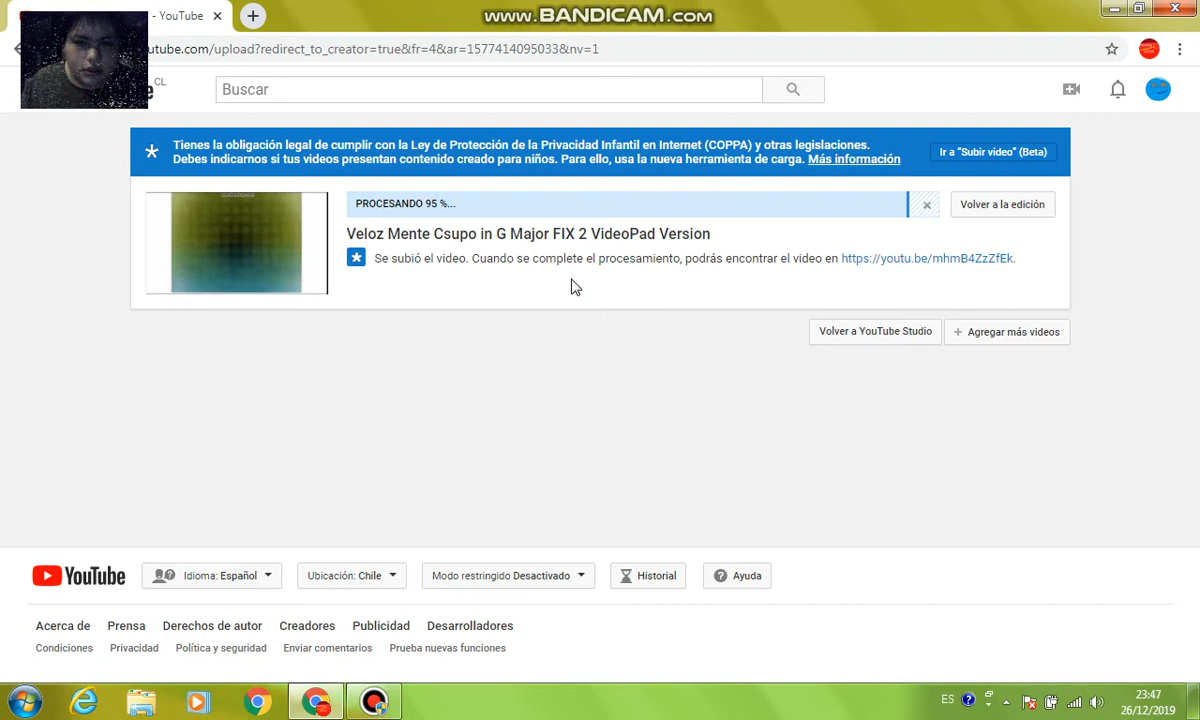 www.BANDICAM.com
- YouTube
utube.com/upload?redirect_to_creator=true&fr=4&ar=1577414095033&nv=1
CL
Buscar
Tienes la obligación legal de cumplir con la Ley de Protección de la Privacidad Infantil en Internet (COPPA) y otras legislaciones.
Debes indicarnos si tus videos presentan contenido creado para niños. Para ello, usa la nueva herramienta de carga. Más información
Ir a "Subir video" (Beta)
PROCESANDO 95 %...
Volver a la edición
Veloz Mente Csupo in G Major FIX 2 VideoPad Version
Se subió el video. Cuando se complete el procesamiento, podrás encontrar el video en https://youtu.be/mhmB4ZzZfEk.
Volver a YouTube Studio
+ Agregar más videos
YouTube
Idioma: Español
Ubicación: Chile
Modo restringido Desactivado
Historial
Ayuda
Acerca de Prensa Derechos de autor Creadores Publicidad Desarrolladores
Condiciones Privacidad Política y seguridad Enviar comentarios Prueba nuevas funciones
ES
23:47
26/12/2019